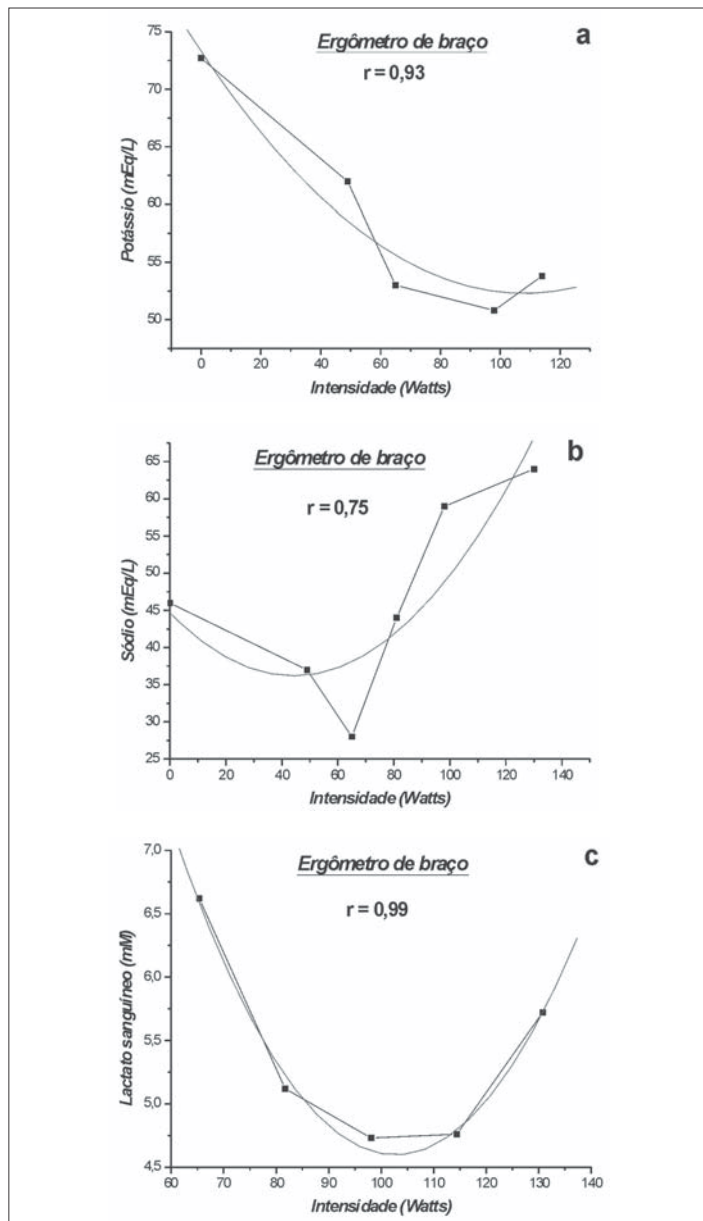 a
Ergômetro de braço
r = 0,93
75
70
65
60
55
50
Potássio (mEq/L)
0 20 40 60 80 100 120
Intensidade (Watts)
b
Ergômetro de braço
r = 0,75
65
60
55
50
45
40
35
30
25
Sódio (mEq/L)
0 20 40 60 80 100 120 140
Intensidade (Watts)
c
Ergômetro de braço
r = 0,99
7,0
6,5
6,0
5,5
5,0
4,5
Lactato sanguíneo (mM)
60 70 80 90 100 110 120 130 140
Intensidade (Watts)